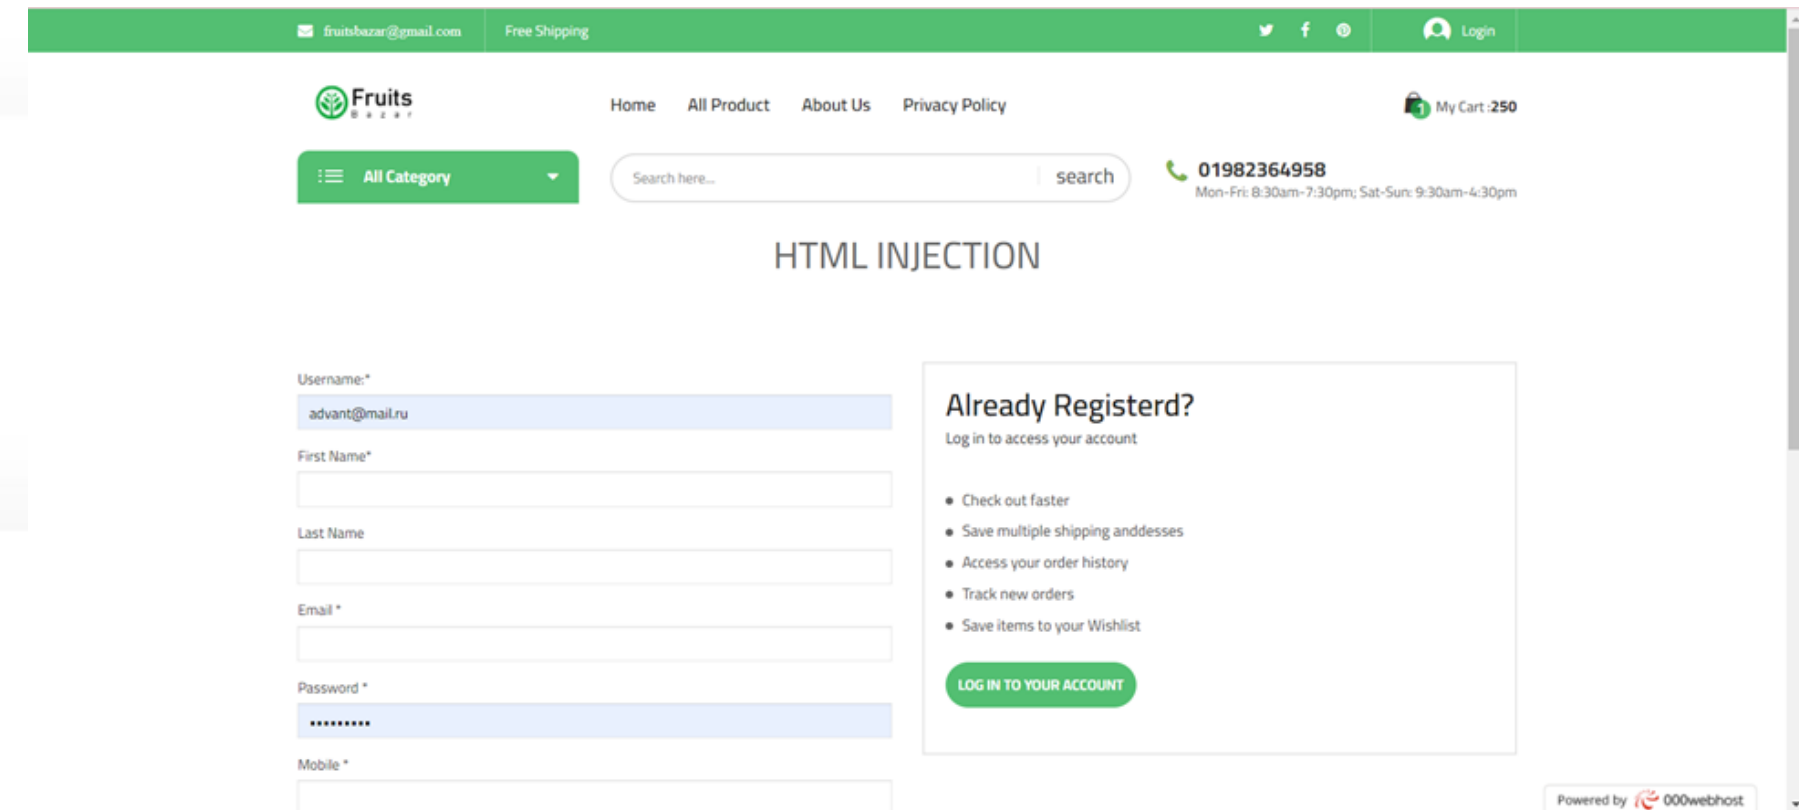 fruitsbazar@gmail.com Free Shipping Login
Fruits
Bazar
Home All Product About Us Privacy Policy
1 My Cart :250
All Category
Search here... search
01982364958
Mon-Fri: 8:30am-7:30pm; Sat-Sun: 9:30am-4:30pm
HTML INJECTION
Username:*
advant@mail.ru
First Name*
Last Name
Email *
Password *
•••••••••
Mobile *
Already Registerd?
Log in to access your account
Check out faster
Save multiple shipping anddesses
Access your order history
Track new orders
Save items to your Wishlist
LOG IN TO YOUR ACCOUNT
Powered by 000webhost